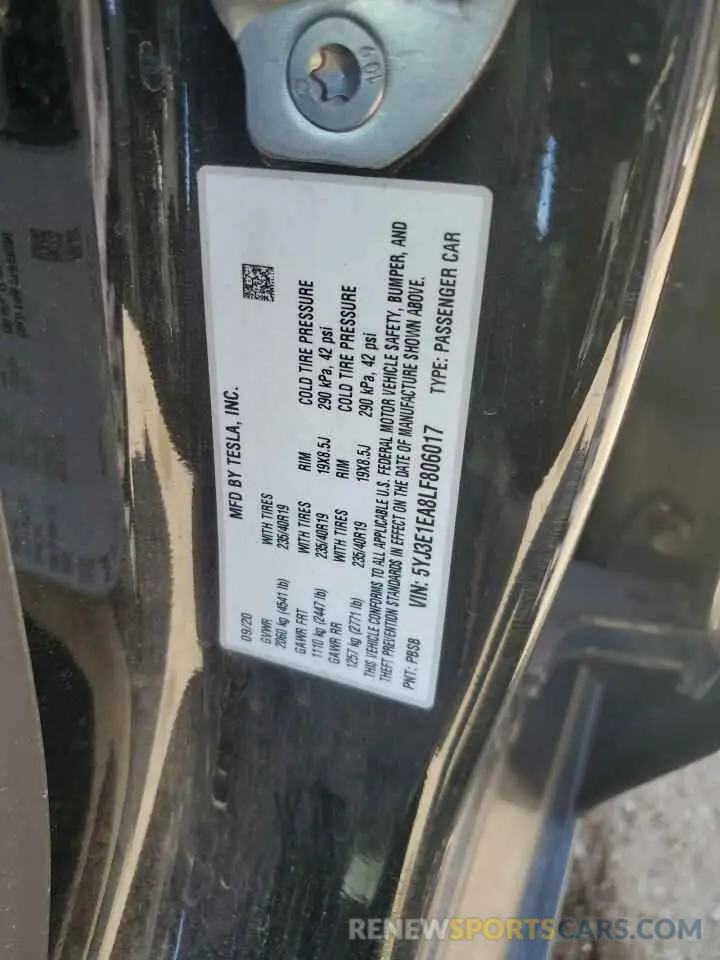 MFD BY TESLA, INC.
09/20
GVWR WITH TIRES RIM COLD TIRE PRESSURE
2060 kg (4541 lb) 235/40R19 19X8.5J 290 kPa, 42 psi
GAWR FRT WITH TIRES RIM COLD TIRE PRESSURE
1110 kg (2447 lb) 235/40R19 19X8.5J 290 kPa, 42 psi
GAWR RR WITH TIRES
1257 kg (2771 lb) 235/40R19
THIS VEHICLE CONFORMS TO ALL APPLICABLE U.S. FEDERAL MOTOR VEHICLE SAFETY, BUMPER, AND
THEFT PREVENTION STANDARDS IN EFFECT ON THE DATE OF MANUFACTURE SHOWN ABOVE.
PNT: PBSB VIN: 5YJ3E1EA8LF806017 TYPE: PASSENGER CAR
10.9
RENEWSPORTSCARS.COM